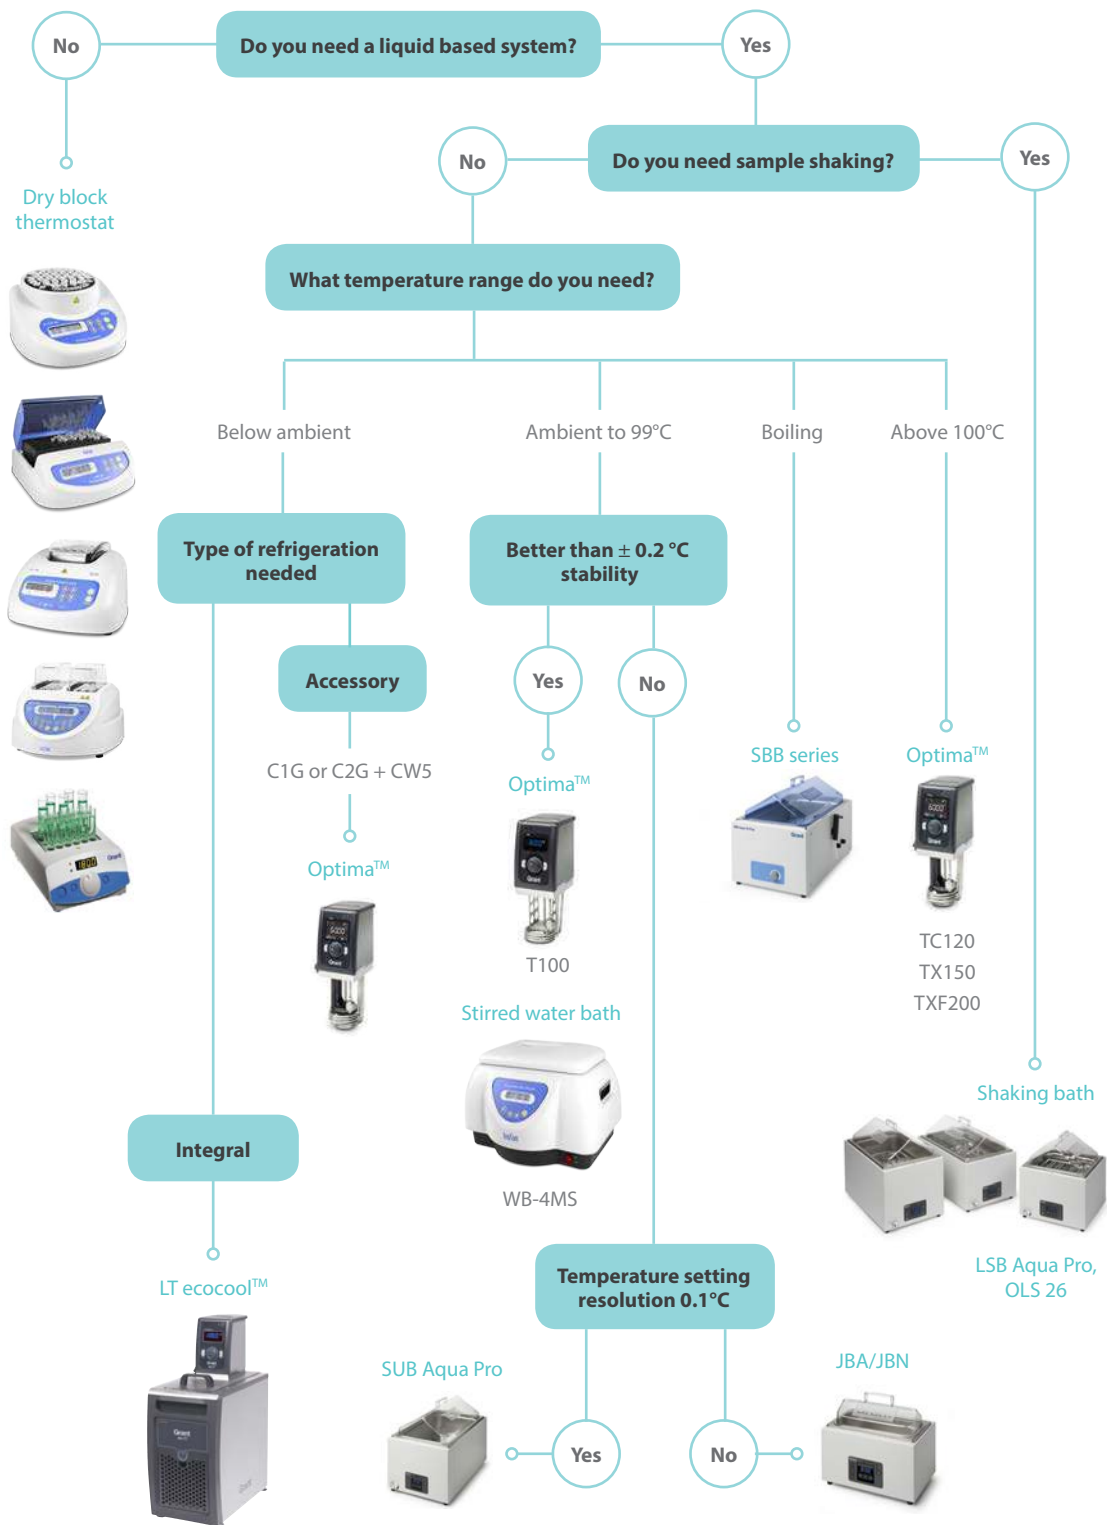 No
Do you need a liquid based system?
Yes
No
Do you need sample shaking?
Yes
Dry block
thermostat
What temperature range do you need?
Below ambient
Ambient to 99°C
Boiling
Above 100°C
Type of refrigeration
needed
Better than ± 0.2 °C
stability
Accessory
Yes
No
C1G or C2G + CW5
SBB series
Optima™
Optima™
Optima™
T100
TC120
TX150
TXF200
Stirred water bath
WB-4MS
Shaking bath
Integral
LSB Aqua Pro,
OLS 26
LT ecocool™
Temperature setting
resolution 0.1°C
SUB Aqua Pro
JBA/JBN
Yes
No
Grant